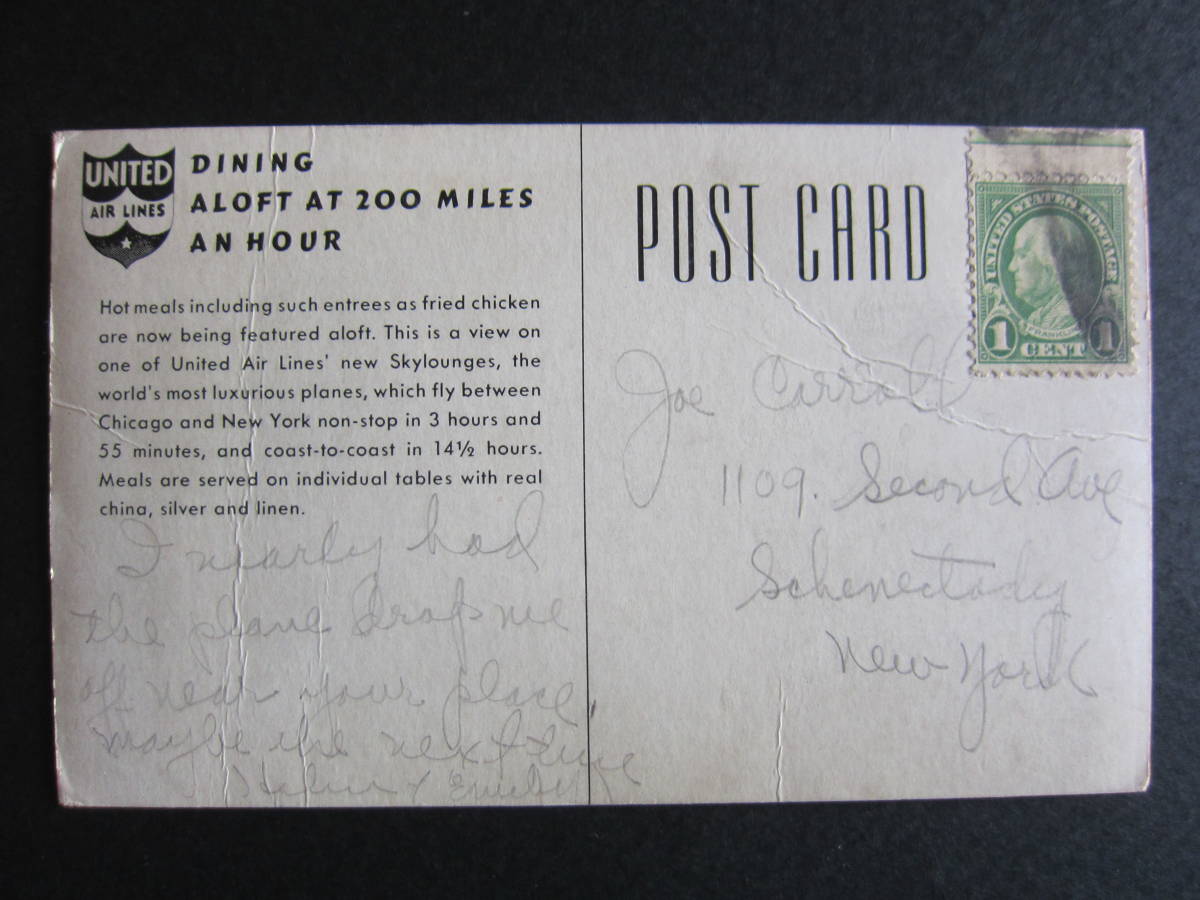 UNITED
AIR LINES
DINING
ALOFT AT 200 MILES
AN HOUR
Hot meals including such entrees as fried chicken
are now being featured aloft. This is a view on
one of United Air Lines' new Skylounges, the
world's most luxurious planes, which fly between
Chicago and New York non-stop in 3 hours and
55 minutes, and coast-to-coast in 14½ hours.
Meals are served on individual tables with real
china, silver and linen.
I nearly had
the plane drop me
off near your place,
maybe the next time
POST CARD
UNITED STATES POSTAGE
FRANKLIN
1 CENT 1
Joe Carroll
1109. Second Ave
Schenectady
New York